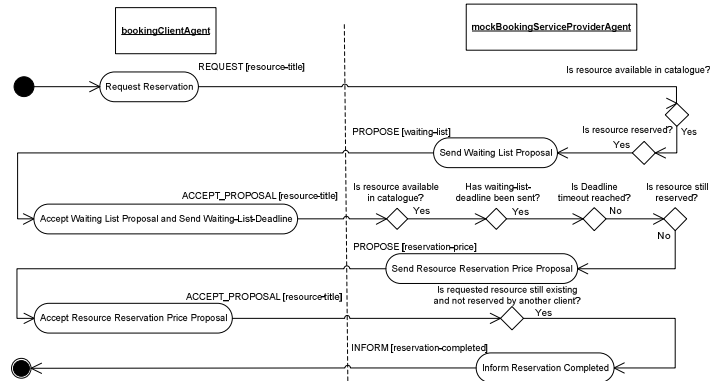 bookingClientAgent
mockBookingServiceProviderAgent
REQUEST [resource-title]
Is resource available in catalogue?
Request Reservation
Is resource reserved?
Yes
PROPOSE [waiting-list]
Yes
Send Waiting List Proposal
ACCEPT_PROPOSAL [resource-title]
Is resource available
in catalogue?
Has waiting-list-
deadline been sent?
Is Deadline
timeout reached?
Is resource still
reserved?
Yes
Yes
No
Accept Waiting List Proposal and Send Waiting-List-Deadline
No
PROPOSE [reservation-price]
Send Resource Reservation Price Proposal
ACCEPT_PROPOSAL [resource-title]
Is requested resource still existing
and not reserved by another client?
Yes
Accept Resource Reservation Price Proposal
INFORM [reservation-completed]
Inform Reservation Completed